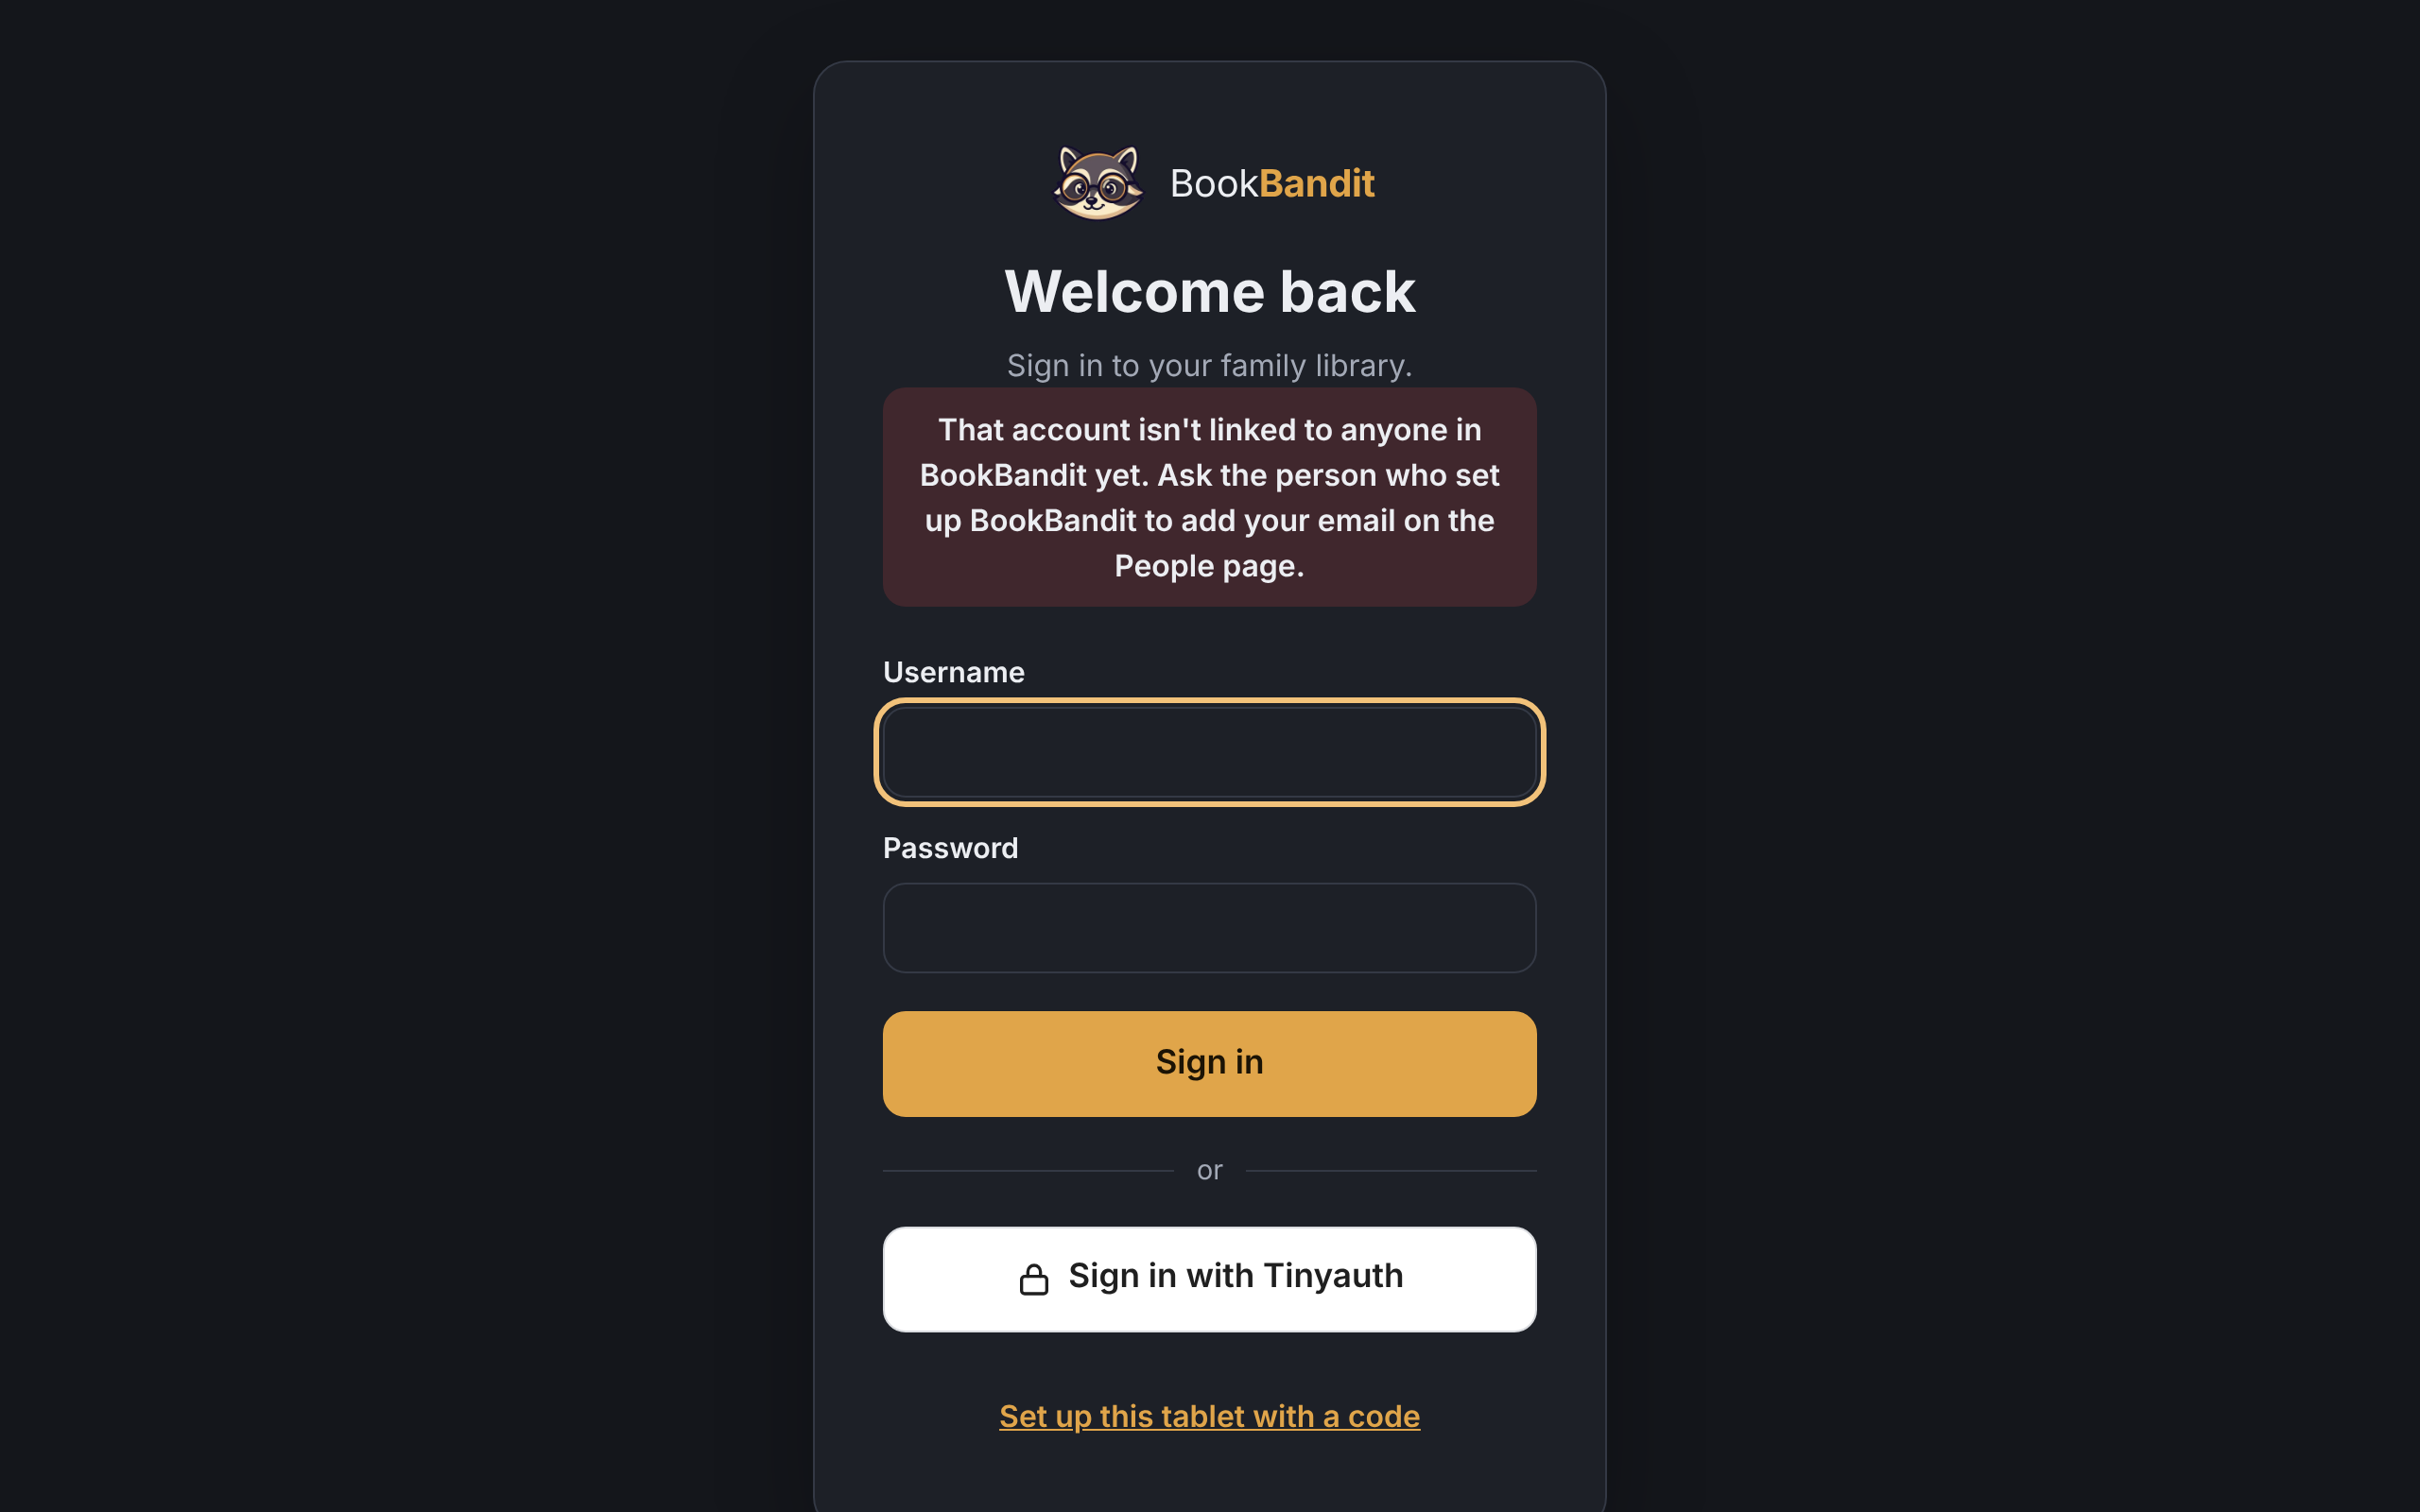 BookBandit
Welcome back
Sign in to your family library.
That account isn't linked to anyone in
BookBandit yet. Ask the person who set
up BookBandit to add your email on the
People page.
Username
Password
Sign in
or
Sign in with Tinyauth
Set up this tablet with a code